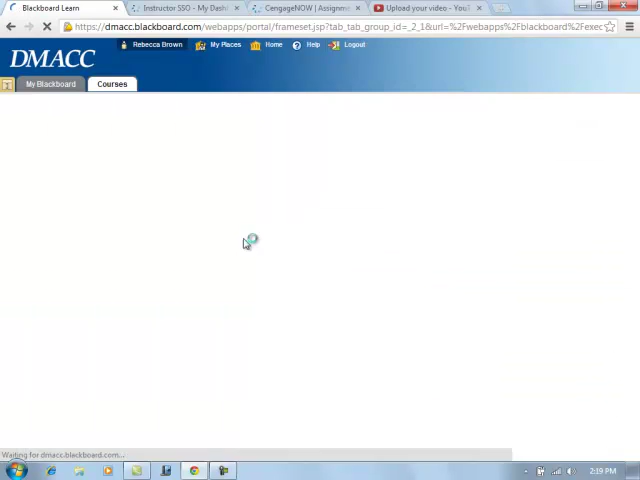 Blackboard Learn
Instructor SSO - My Dash
CengageNOW | Assignme
Upload your video - You
https://dmacc.blackboard.com/webapps/portal/frameset.jsp?tab_tab_group_id=_2_1&url=%2Fwebapps%2Fblackboard%2Fexec
Rebecca Brown
My Places
Home
Help
Logout
DMACC
My Blackboard
Courses
Waiting for dmacc.blackboard.com...
2:19 PM